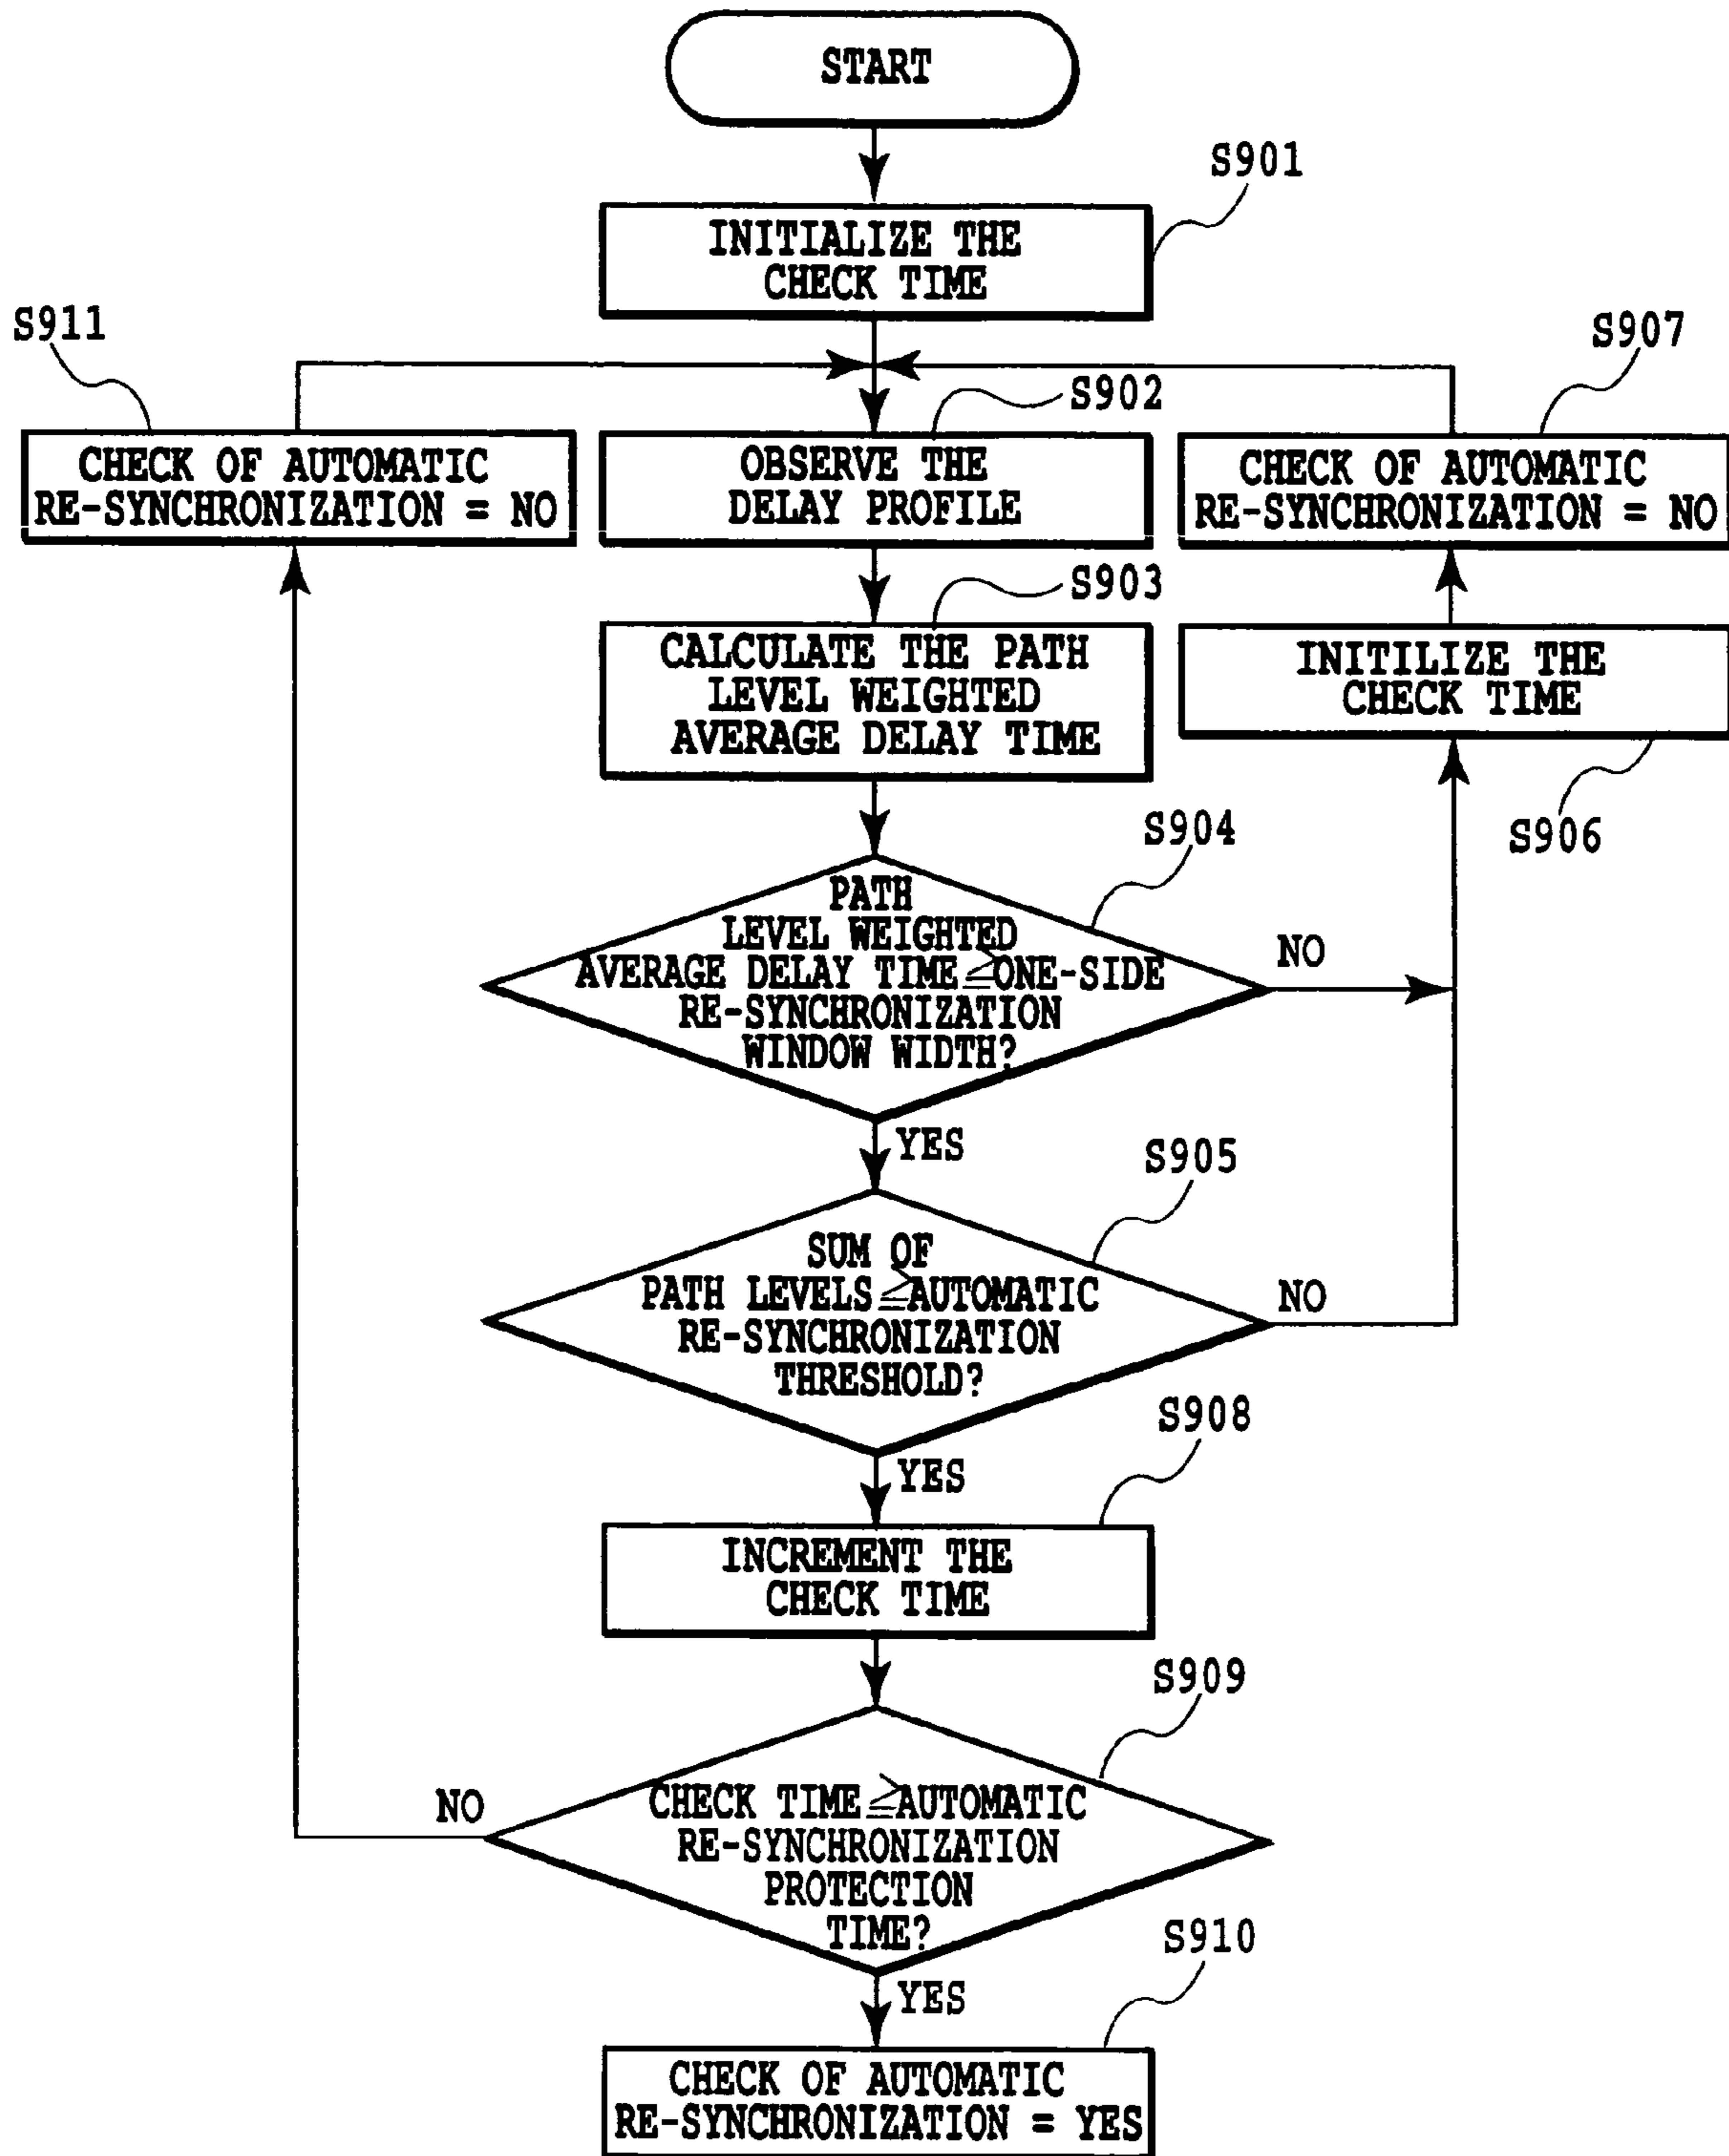 START
S901
INITIALIZE THE
CHECK TIME
S911
S907
S902
CHECK OF AUTOMATIC
RE-SYNCHRONIZATION = NO
OBSERVE THE
DELAY PROFILE
CHECK OF AUTOMATIC
RE-SYNCHRONIZATION = NO
S903
CALCULATE THE PATH
LEVEL WEIGHTED
AVERAGE DELAY TIME
INITILIZE THE
CHECK TIME
S906
S904
PATH
LEVEL WEIGHTED
AVERAGE DELAY TIME ≧ ONE-SIDE
RE-SYNCHRONIZATION
WINDOW WIDTH?
NO
YES
S905
SUM OF
PATH LEVELS ≧ AUTOMATIC
RE-SYNCHRONIZATION
THRESHOLD?
NO
YES
S908
INCREMENT THE
CHECK TIME
S909
CHECK TIME ≧ AUTOMATIC
RE-SYNCHRONIZATION
PROTECTION
TIME?
NO
YES
S910
CHECK OF AUTOMATIC
RE-SYNCHRONIZATION = YES